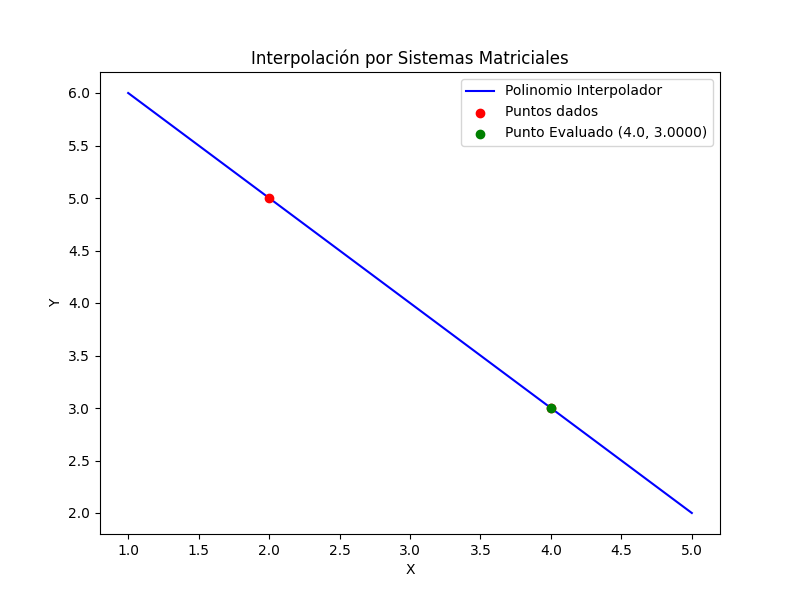 Interpolación por Sistemas Matriciales
Polinomio Interpolador
Puntos dados
Punto Evaluado (4.0, 3.0000)
6.0
5.5
5.0
4.5
4.0
3.5
3.0
2.5
2.0
Y
1.0 1.5 2.0 2.5 3.0 3.5 4.0 4.5 5.0
X